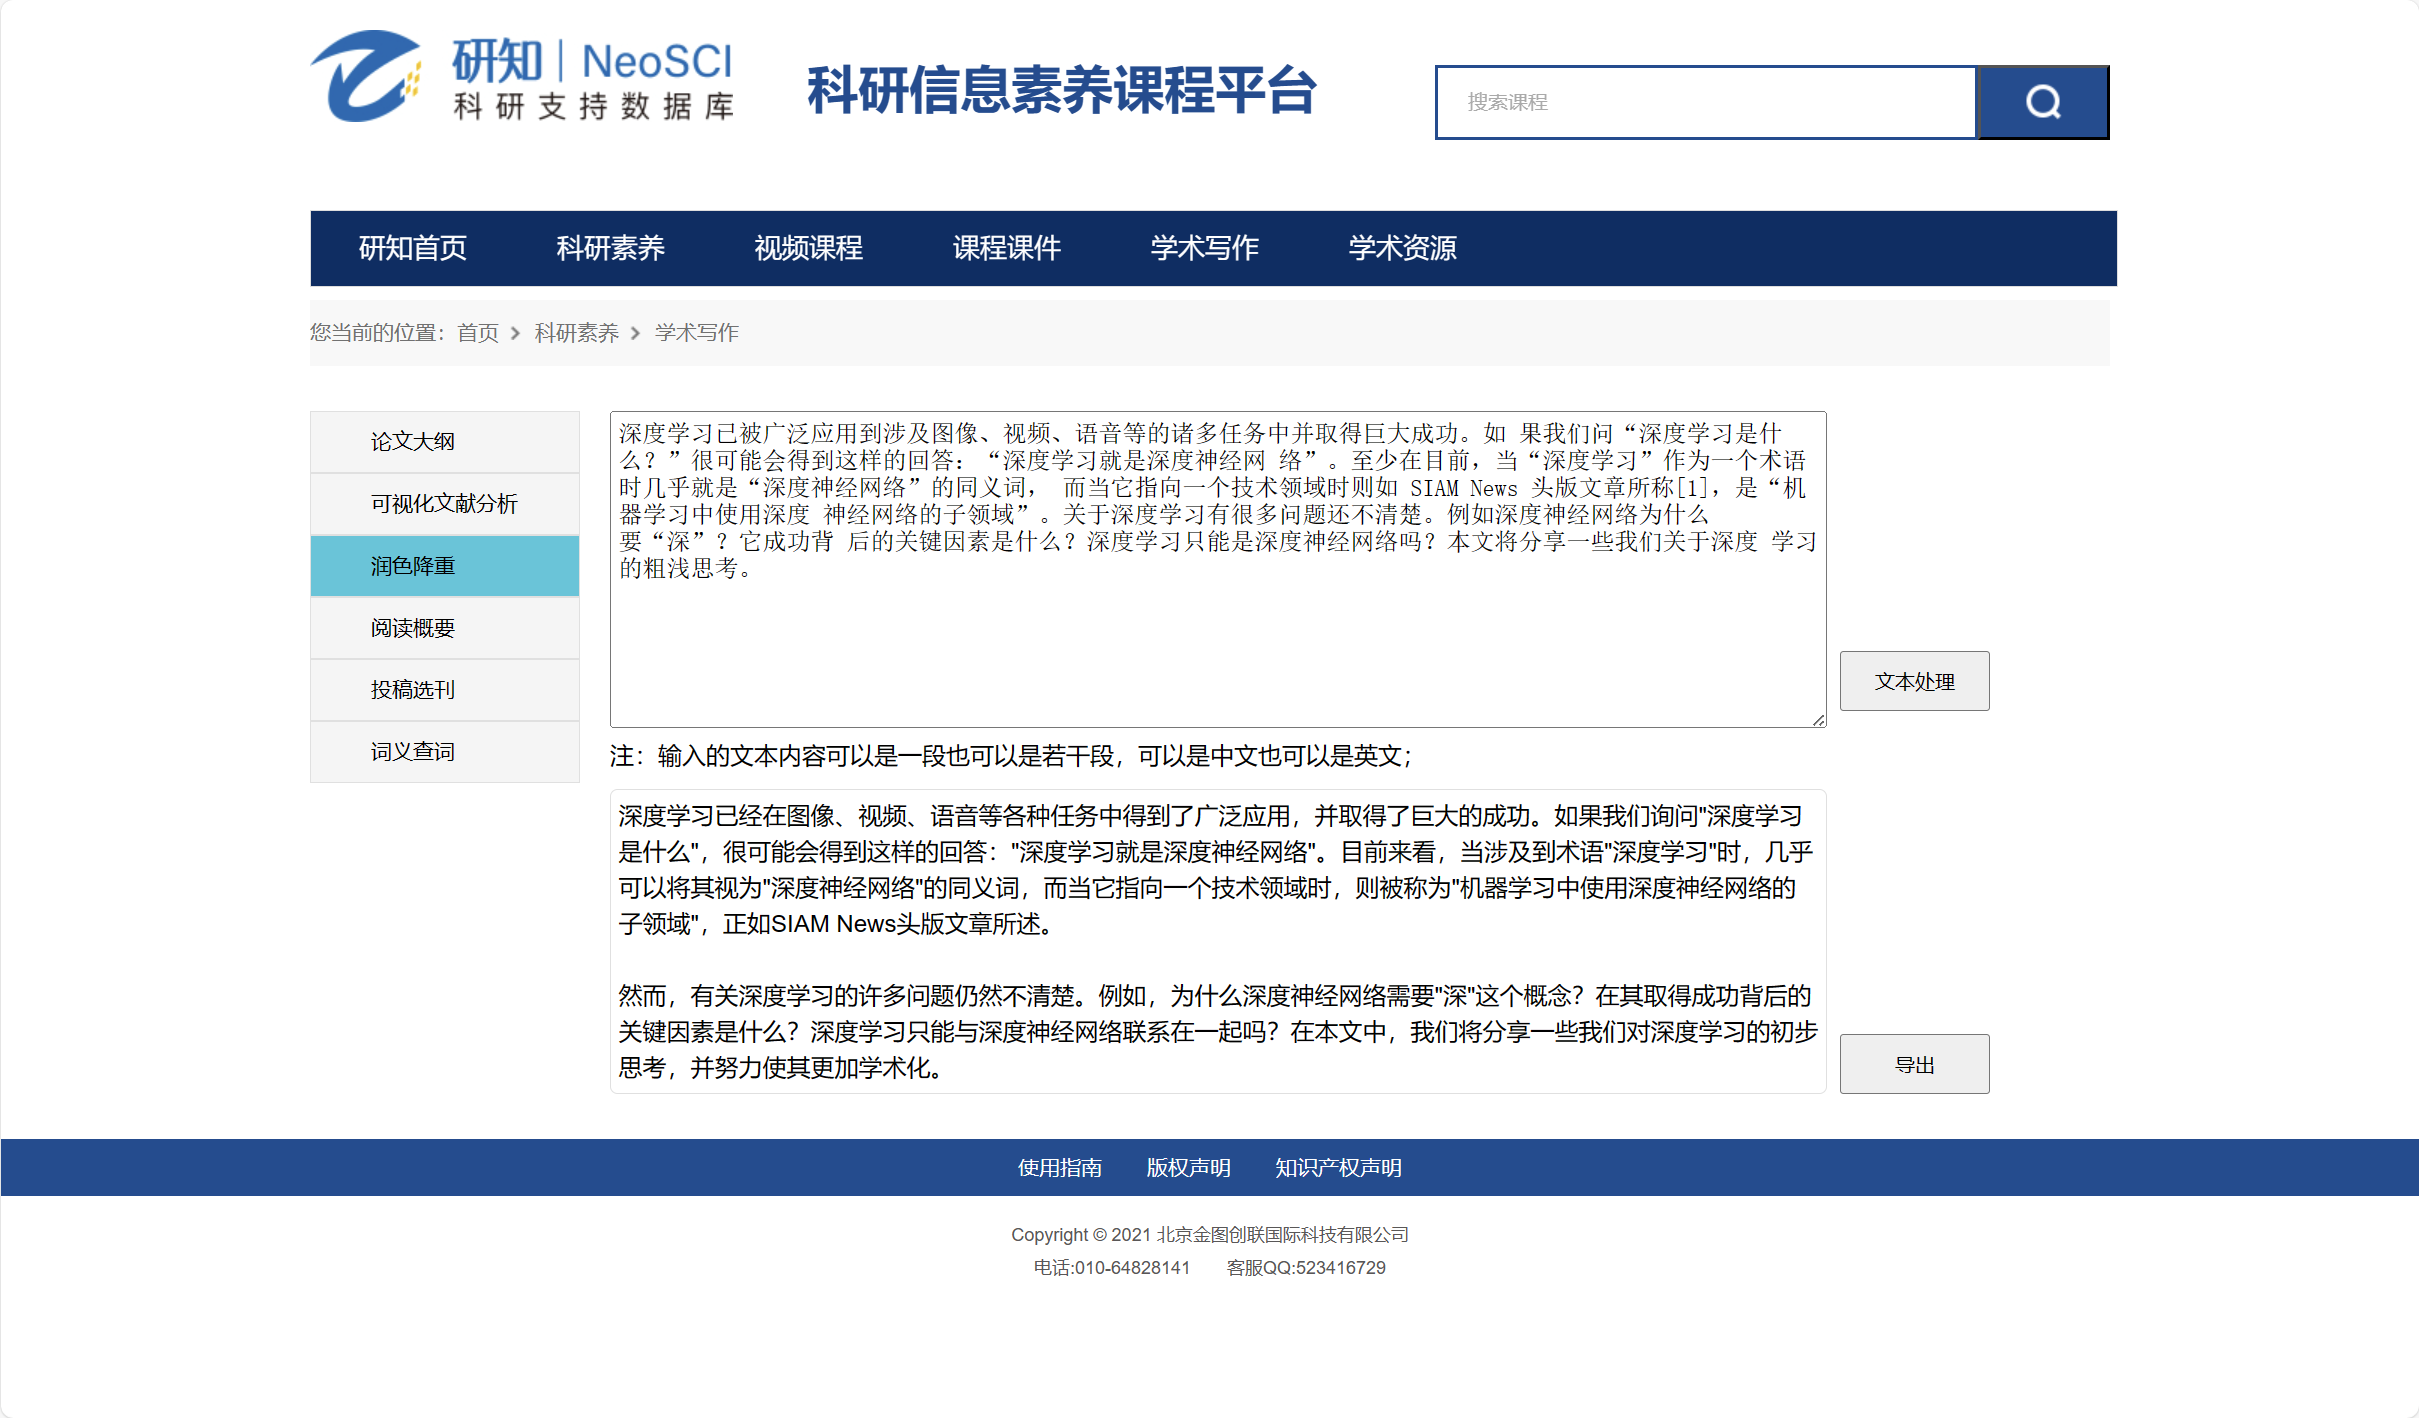 研知 | NeoSCI
科研支持数据库
科研信息素养课程平台
搜索课程
研知首页 科研素养 视频课程 课程课件 学术写作 学术资源
您当前的位置：首页 > 科研素养 > 学术写作
论文大纲
可视化文献分析
润色降重
阅读概要
投稿选刊
词义查词
深度学习已被广泛应用到涉及图像、视频、语音等的诸多任务中并取得巨大成功。如 果我们问“深度学习是什
么？”很可能会得到这样的回答：“深度学习就是深度神经网 络”。至少在目前，当“深度学习”作为一个术语
时几乎就是“深度神经网络”的同义词， 而当它指向一个技术领域时则如 SIAM News 头版文章所称[1]，是“机
器学习中使用深度 神经网络的子领域”。关于深度学习有很多问题还不清楚。例如深度神经网络为什么
要“深”？它成功背 后的关键因素是什么？深度学习只能是深度神经网络吗？本文将分享一些我们关于深度 学习
的粗浅思考。
文本处理
注：输入的文本内容可以是一段也可以是若干段，可以是中文也可以是英文；
深度学习已经在图像、视频、语音等各种任务中得到了广泛应用，并取得了巨大的成功。如果我们询问"深度学习
是什么"，很可能会得到这样的回答："深度学习就是深度神经网络"。目前来看，当涉及到术语"深度学习"时，几乎
可以将其视为"深度神经网络"的同义词，而当它指向一个技术领域时，则被称为"机器学习中使用深度神经网络的
子领域"，正如SIAM News头版文章所述。
然而，有关深度学习的许多问题仍然不清楚。例如，为什么深度神经网络需要"深"这个概念？在其取得成功背后的
关键因素是什么？深度学习只能与深度神经网络联系在一起吗？在本文中，我们将分享一些我们对深度学习的初步
思考，并努力使其更加学术化。
导出
使用指南 版权声明 知识产权声明
Copyright © 2021 北京金图创联国际科技有限公司
电话:010-64828141 客服QQ:523416729